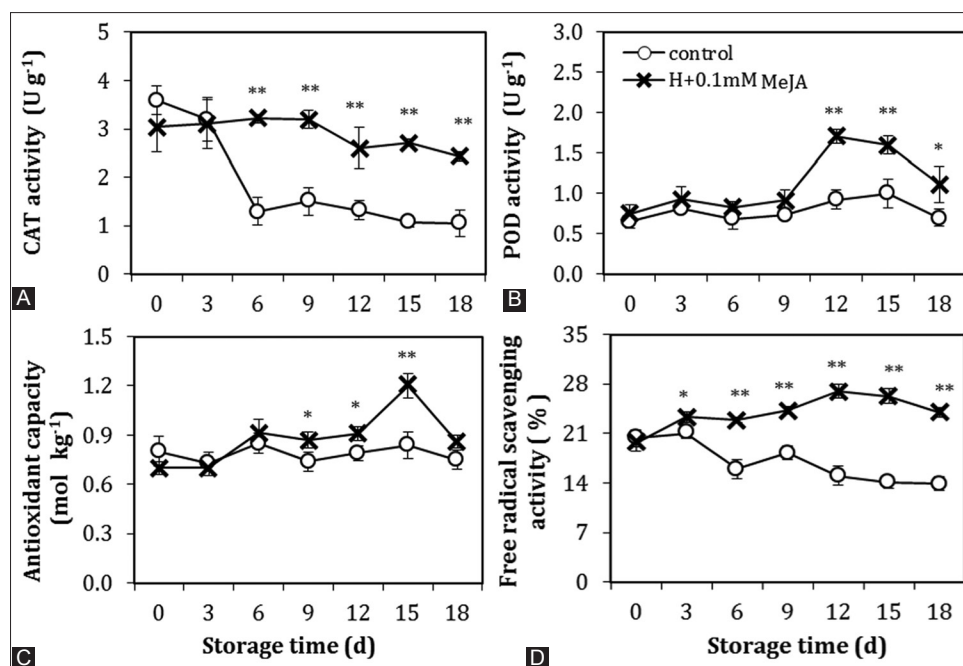 CAT activity (U g-1)
5
4
3
2
1
0
** ** ** ** **
0 3 6 9 12 15 18
A
POD activity (U g-1)
3.0
2.5
2.0
1.5
1.0
0.5
0.0
control
H+0.1mM MeJA
** ** *
0 3 6 9 12 15 18
B
Antioxidant capacity
(mol kg-1)
1.5
1.2
0.9
0.6
0.3
0.0
* * **
0 3 6 9 12 15 18
Storage time (d)
C
Free radical scavenging
activity ( %)
35
28
21
14
7
0
* ** ** ** ** **
0 3 6 9 12 15 18
Storage time (d)
D